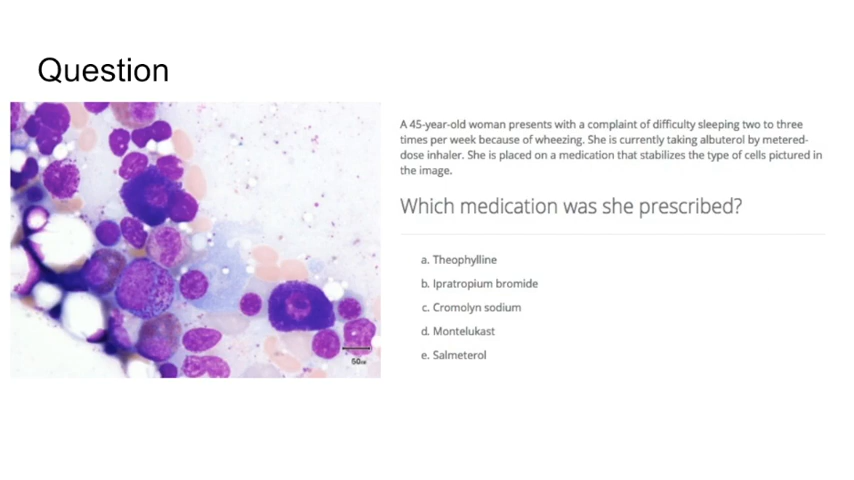 Question
A 45-year-old woman presents with a complaint of difficulty sleeping two to three
times per week because of wheezing. She is currently taking albuterol by metered-
dose inhaler. She is placed on a medication that stabilizes the type of cells pictured in
the image.
Which medication was she prescribed?
a. Theophylline
b. Ipratropium bromide
c. Cromolyn sodium
d. Montelukast
e. Salmeterol